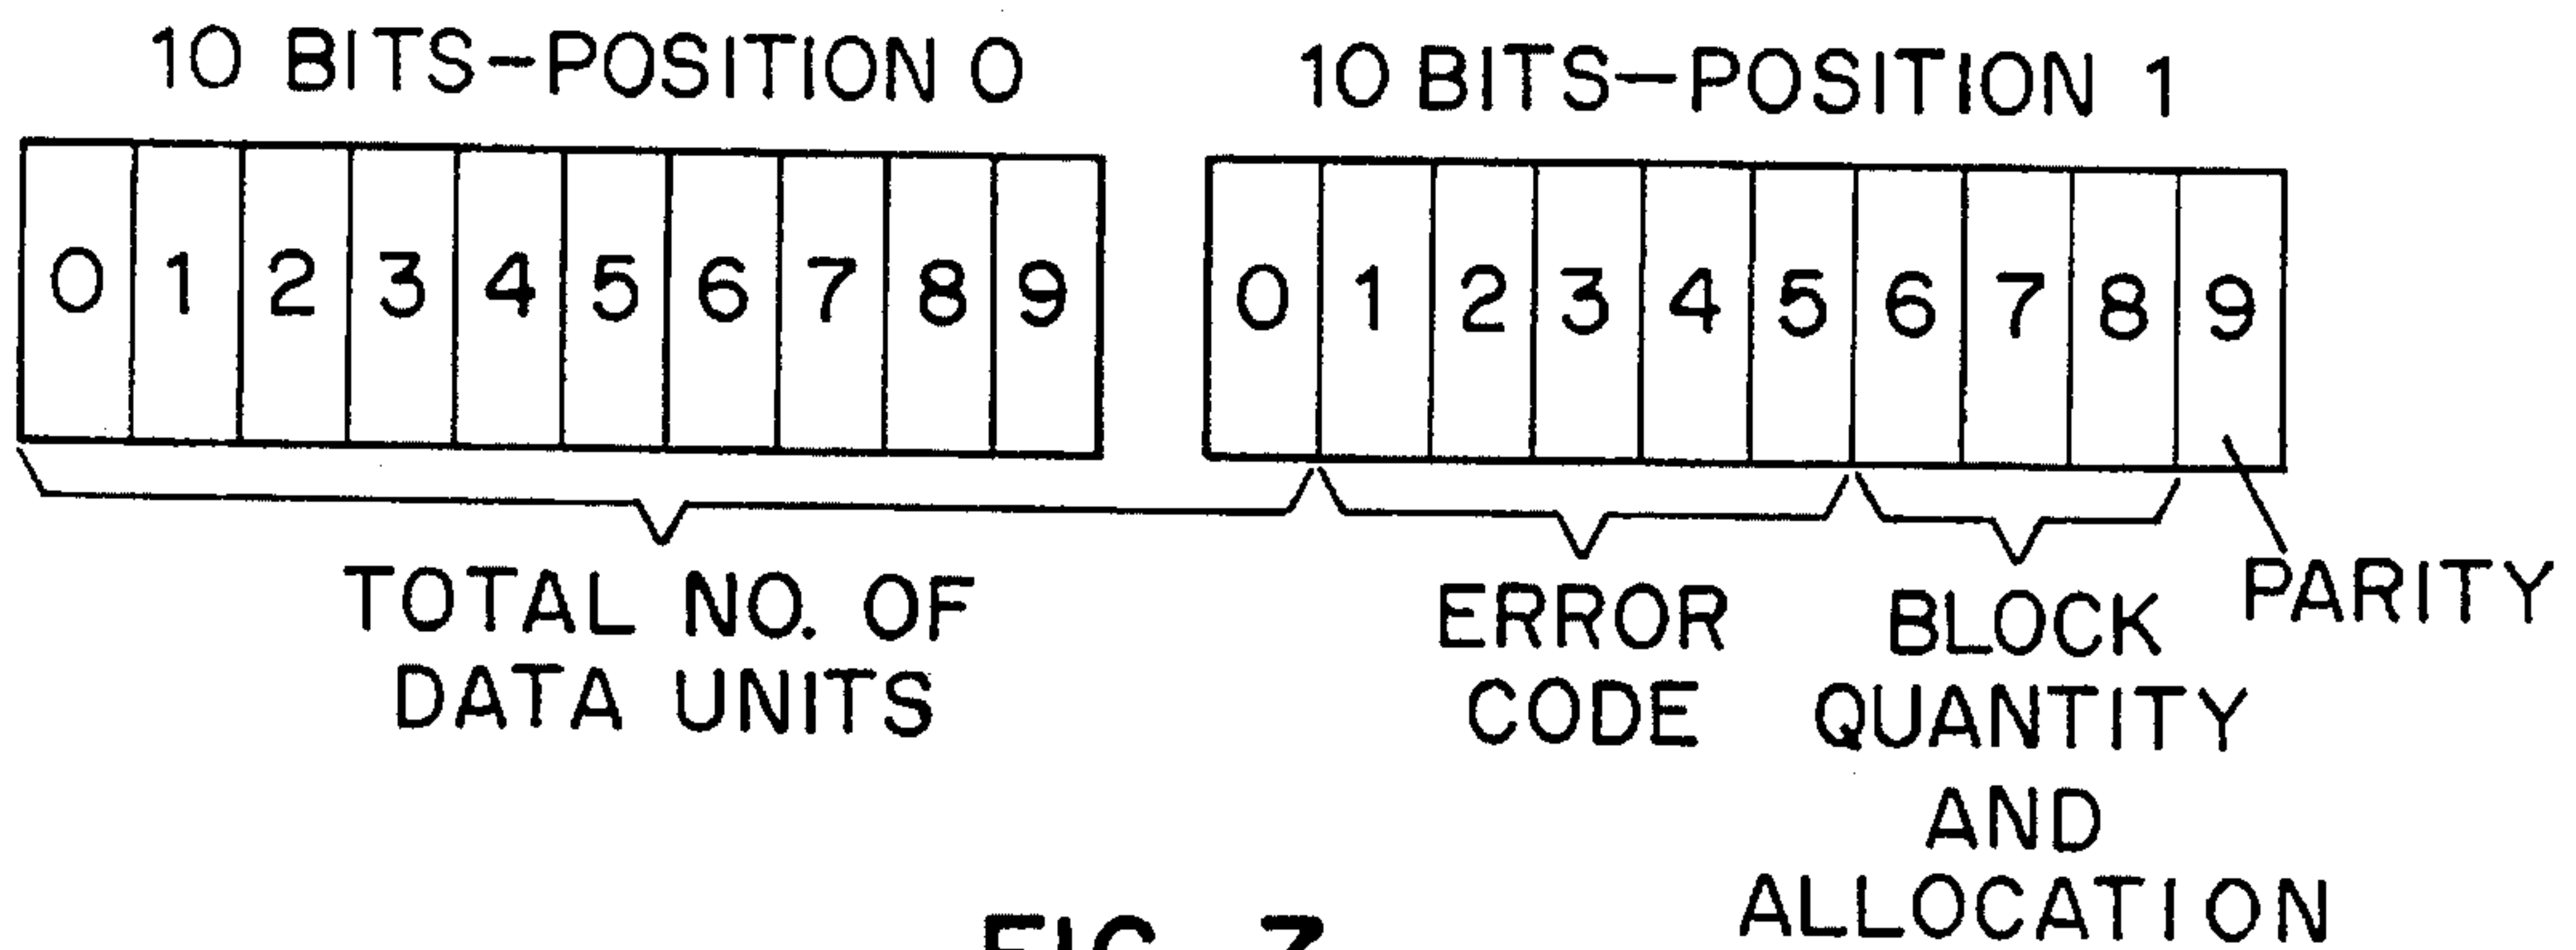 10 BITS-POSITION 0
10 BITS-POSITION 1
0 1 2 3 4 5 6 7 8 9
0 1 2 3 4 5 6 7 8 9
TOTAL NO. OF
DATA UNITS
ERROR
CODE
BLOCK
QUANTITY
AND
ALLOCATION
PARITY